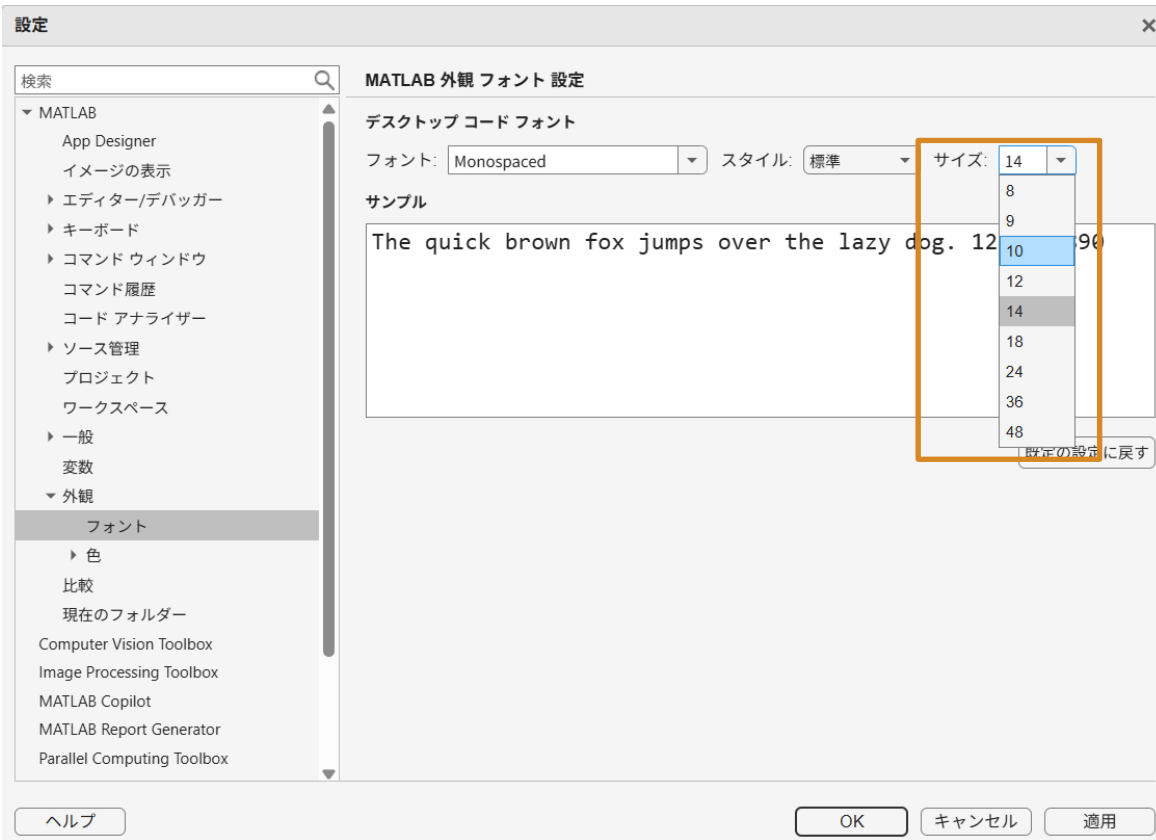 設定
検索
MATLAB
App Designer
イメージの表示
エディター/デバッガー
キーボード
コマンド ウィンドウ
コマンド履歴
コード アナライザー
ソース管理
プロジェクト
ワークスペース
一般
変数
外観
フォント
色
比較
現在のフォルダー
Computer Vision Toolbox
Image Processing Toolbox
MATLAB Copilot
MATLAB Report Generator
Parallel Computing Toolbox
MATLAB 外観 フォント 設定
デスクトップ コード フォント
フォント: Monospaced スタイル: 標準 サイズ: 14
8
9
10
12
14
18
24
36
48
サンプル
The quick brown fox jumps over the lazy dog. 12 90
既定の設定に戻す
ヘルプ
OK キャンセル 適用